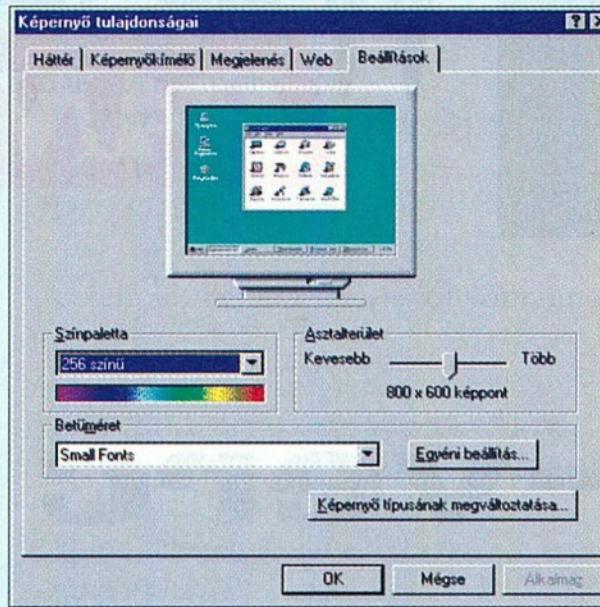 Képernyő tulajdonságai
Háttér Képernyőkímélő Megjelenés Web Beállítások
Színpaletta
256 színű
Asztalterület
Kevesebb Több
800 x 600 képpont
Betűméret
Small Fonts
Egyéni beállítás...
Képernyő típusának megváltoztatása...
OK Mégse Alkalmaz